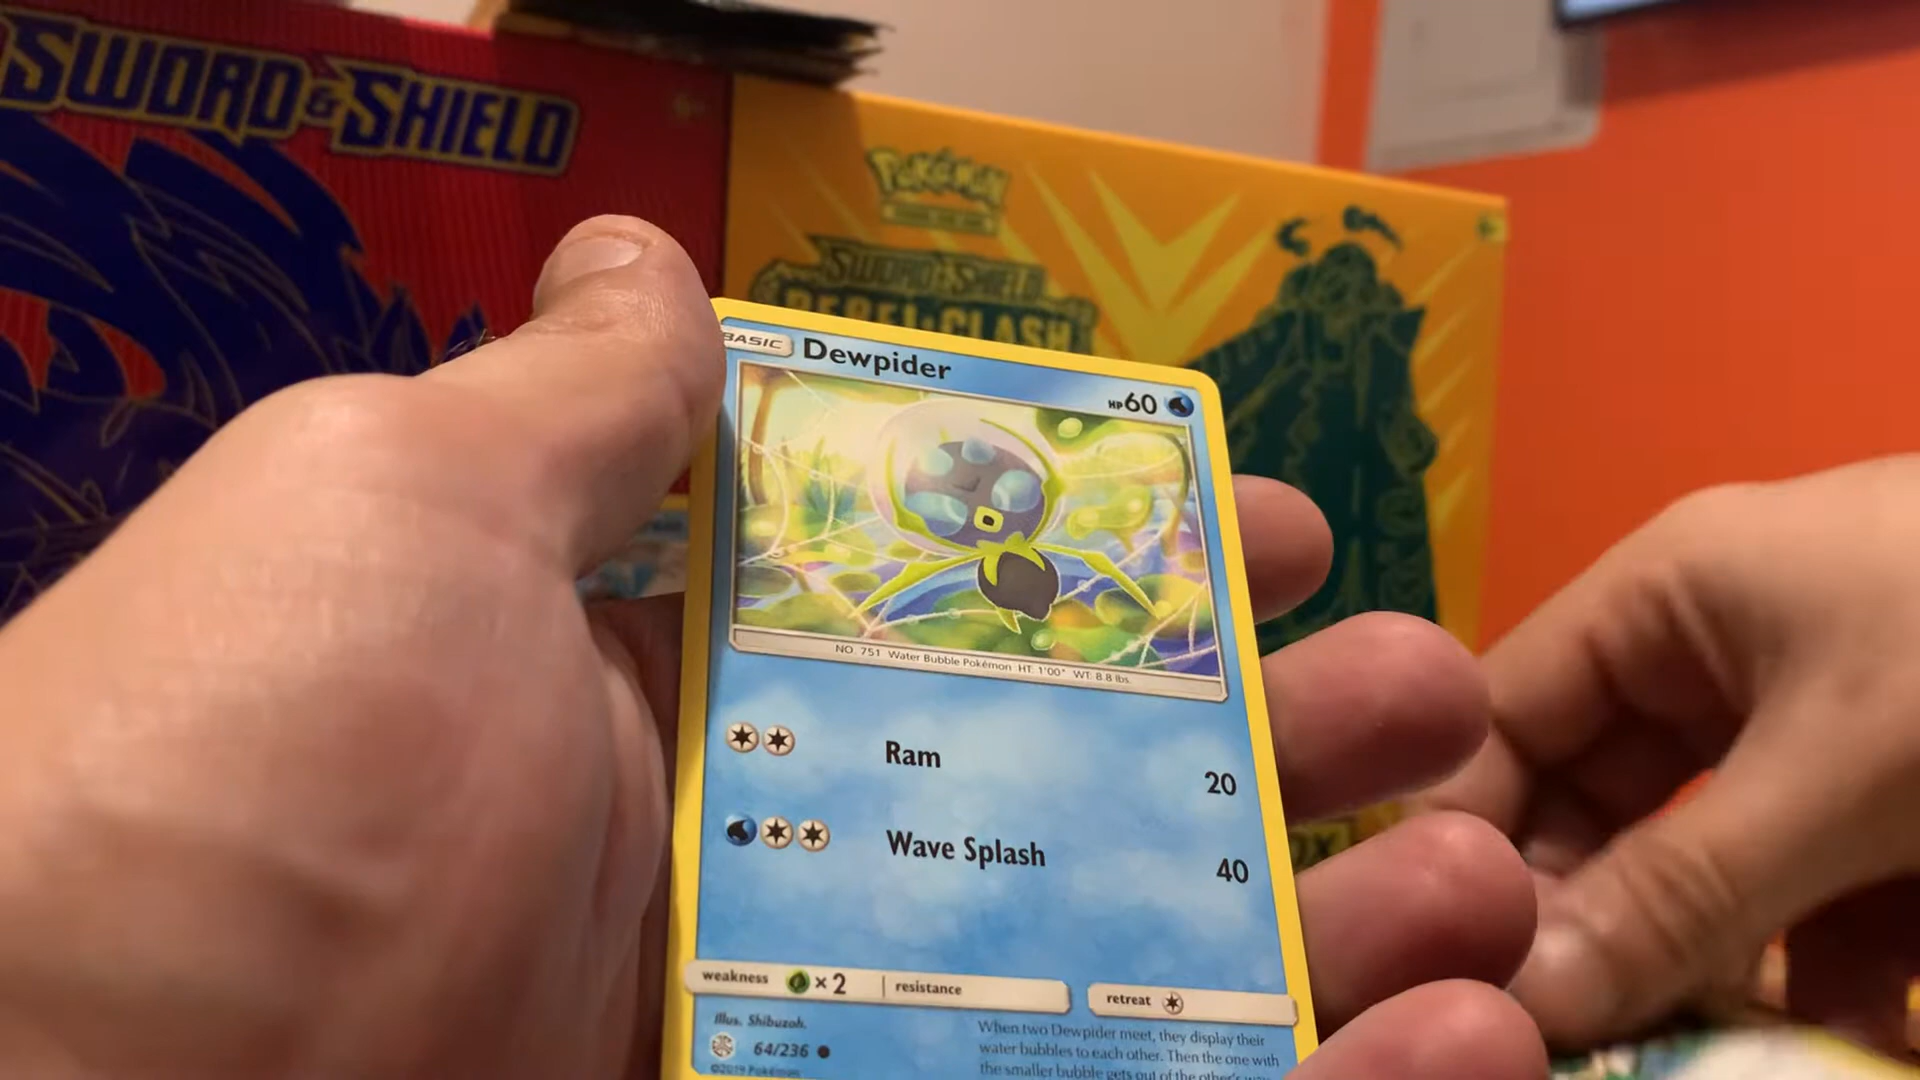 SWORD & SHIELD
Pokémon
SWORD & SHIELD
REBEL CLASH
BASIC Dewpider HP 60
NO. 751 Water Bubble Pokémon HT: 1'00" WT: 8.8 lbs.
Ram 20
Wave Splash 40
weakness ×2 resistance retreat
Illus. Shibuzoh.
64/236
©2019 Pokémon
When two Dewpider meet, they display their
water bubbles to each other. Then the one with
the smaller bubble gets out of the other's